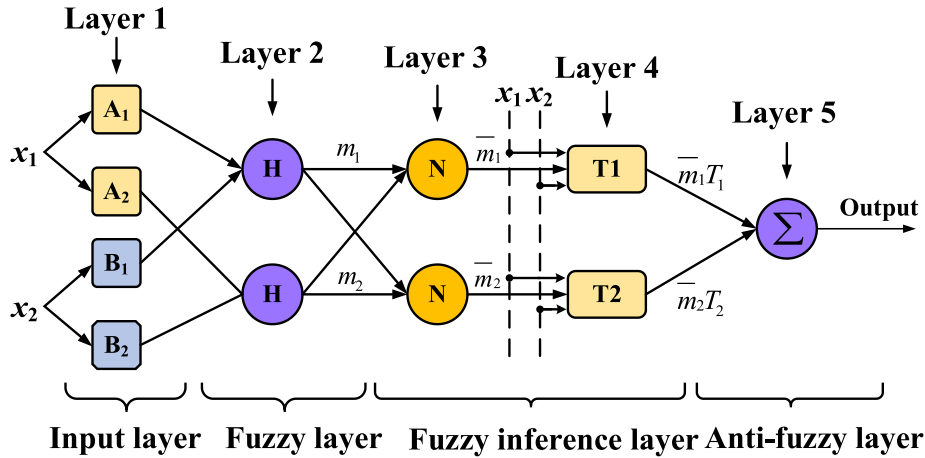 Layer 1
Layer 2
Layer 3
Layer 4
Layer 5
x₁
x₂
A₁
A₂
B₁
B₂
H
H
m₁
m₂
N
N
m̅₁
m̅₂
x₁ x₂
T1
T2
m̅₁T₁
m̅₂T₂
Σ
Output
Input layer
Fuzzy layer
Fuzzy inference layer
Anti-fuzzy layer